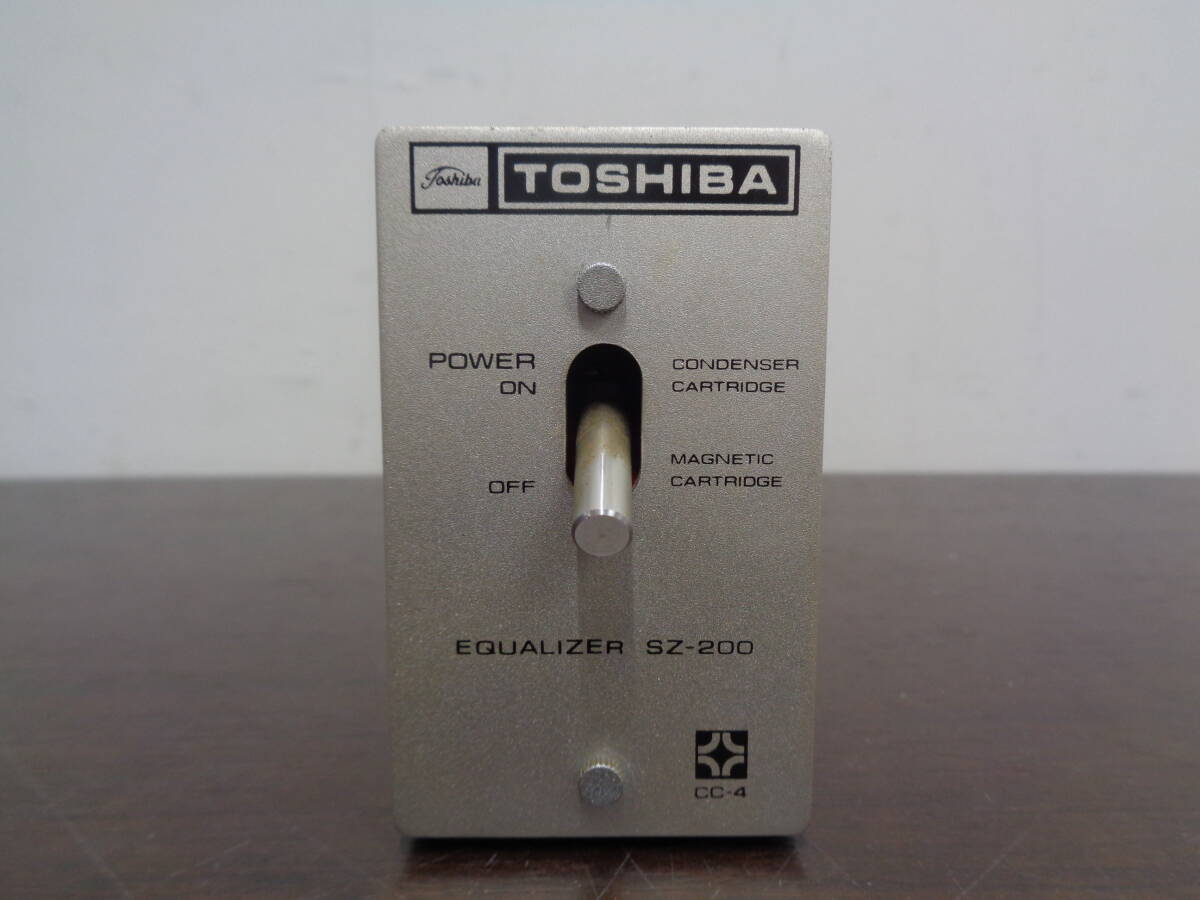 Toshiba TOSHIBA
POWER
ON
CONDENSER
CARTRIDGE
OFF
MAGNETIC
CARTRIDGE
EQUALIZER SZ-200
CC-4